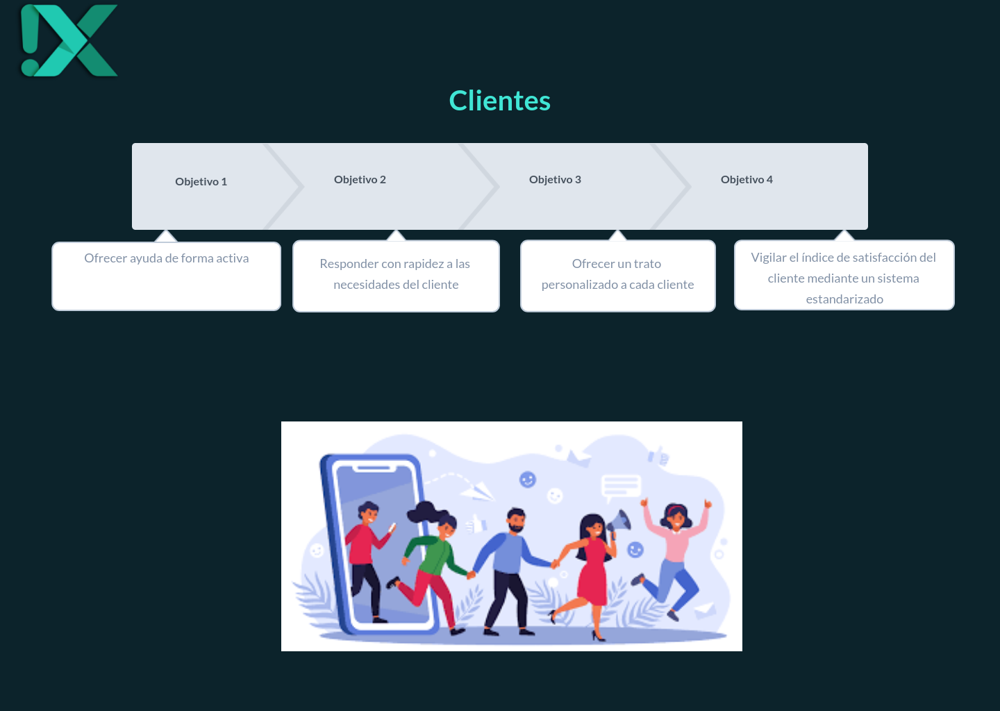 Clientes
Objetivo 1
Objetivo 2
Objetivo 3
Objetivo 4
Ofrecer ayuda de forma activa
Responder con rapidez a las
necesidades del cliente
Ofrecer un trato
personalizado a cada cliente
Vigilar el índice de satisfacción del
cliente mediante un sistema
estandarizado